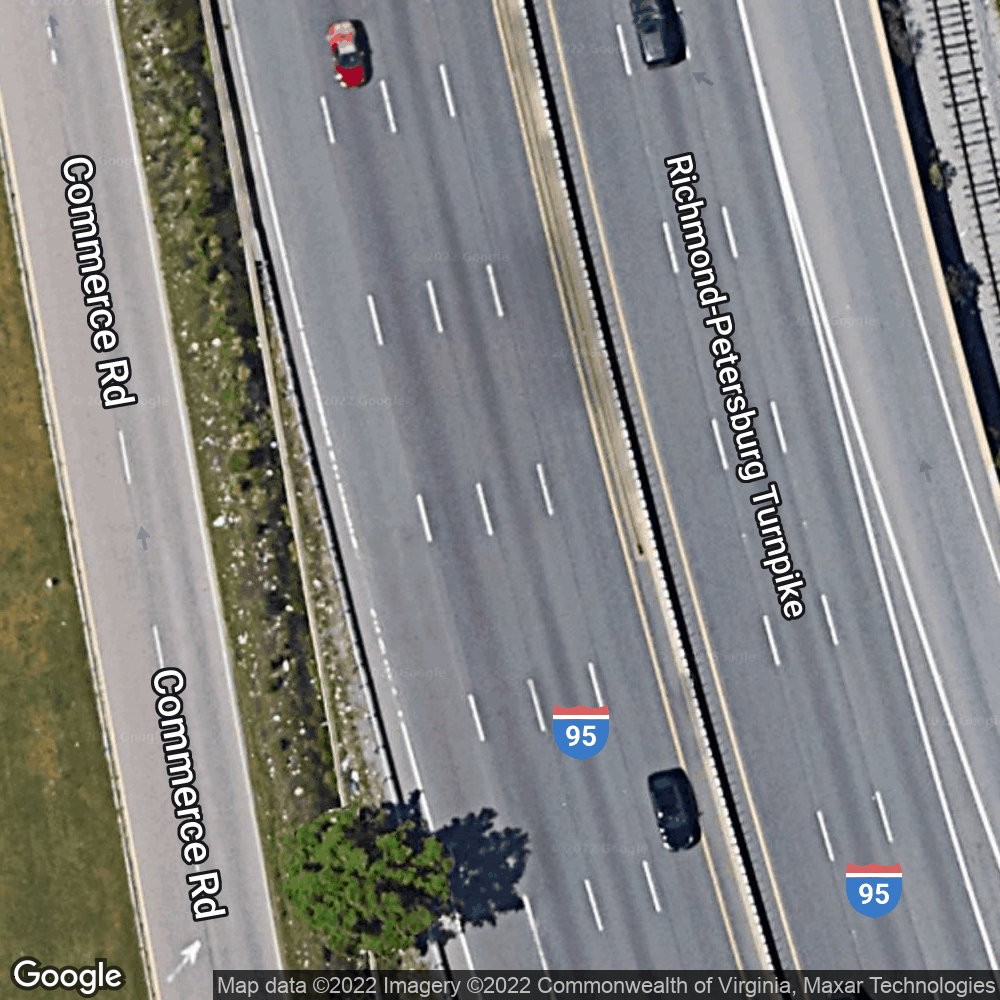 Commerce Rd
Richmond-Petersburg Turnpike
Commerce Rd
95
95
Google
Map data ©2022 Imagery ©2022 Commonwealth of Virginia, Maxar Technologies